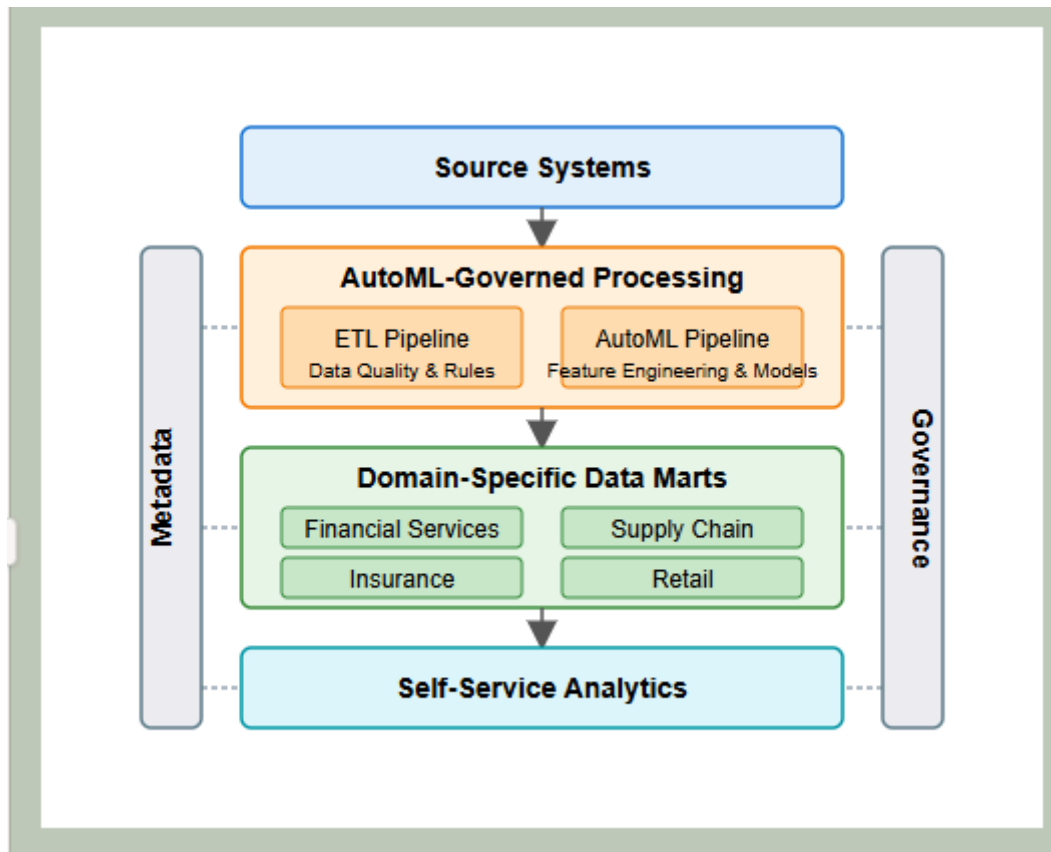 Source Systems
AutoML-Governed Processing
ETL Pipeline
Data Quality & Rules
AutoML Pipeline
Feature Engineering & Models
Domain-Specific Data Marts
Financial Services
Supply Chain
Insurance
Retail
Self-Service Analytics
Metadata
Governance